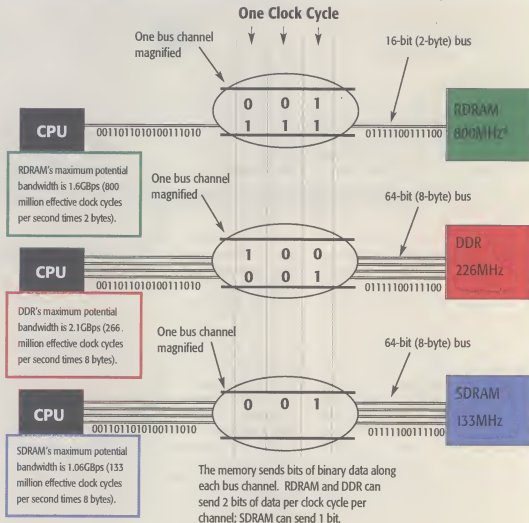 One Clock Cycle
One bus channel
magnified
16-bit (2-byte) bus
0 0 1
1 1 1
CPU
0011011010100111010
01111100111100
RDRAM
800MHz
RDRAM's maximum potential
bandwidth is 1.6GBps (800
million effective clock cycles
per second times 2 bytes).
One bus channel
magnified
64-bit (8-byte) bus
1 0 0
0 0 1
CPU
0011011010100111010
01111100111100
DDR
226MHz
DDR's maximum potential
bandwidth is 2.1GBps (266
million effective clock cycles
per second times 8 bytes).
One bus channel
magnified
64-bit (8-byte) bus
0 0 1
CPU
0011011010100111010
01111100111100
SDRAM
133MHz
SDRAM's maximum potential
bandwidth is 1.06GBps (133
million effective clock cycles
per second times 8 bytes).
The memory sends bits of binary data along
each bus channel. RDRAM and DDR can
send 2 bits of data per clock cycle per
channel; SDRAM can send 1 bit.